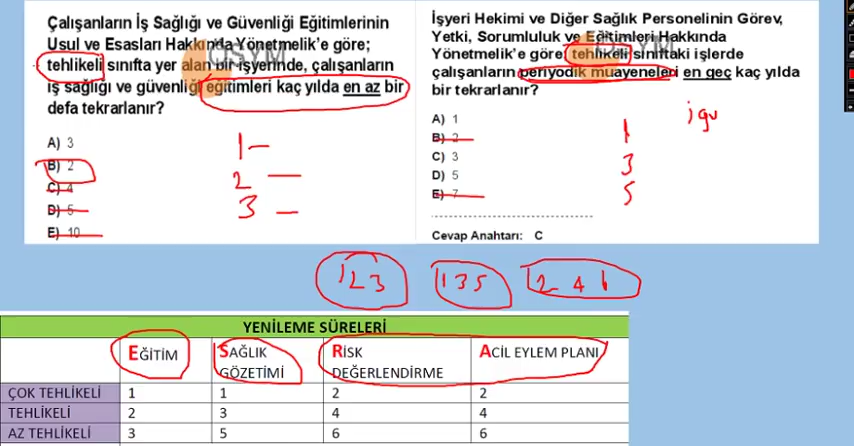 Çalışanların İş Sağlığı ve Güvenliği Eğitimlerinin
Usul ve Esasları Hakkında Yönetmelik'e göre;
tehlikeli sınıfta yer alan bir işyerinde, çalışanların
iş sağlığı ve güvenliği eğitimleri kaç yılda en az bir
defa tekrarlanır?
A) 3
B) 2
C) 4
D) 5
E) 10
1
2
3
İşyeri Hekimi ve Diğer Sağlık Personelinin Görev,
Yetki, Sorumluluk ve Eğitimleri Hakkında
Yönetmelik'e göre tehlikeli sınıftaki işlerde
çalışanların periyodik muayeneleri en geç kaç yılda
bir tekrarlanır?
A) 1
B) 2
C) 3
D) 5
E) 7
igu
1
3
5
Cevap Anahtarı: C
ÖSYM
ÖSYM
123
135
2 4 6
YENİLEME SÜRELERİ
EĞİTİM SAĞLIK GÖZETİMİ RİSK DEĞERLENDİRME ACİL EYLEM PLANI
ÇOK TEHLİKELİ 1 1 2 2
TEHLİKELİ 2 3 4 4
AZ TEHLİKELİ 3 5 6 6